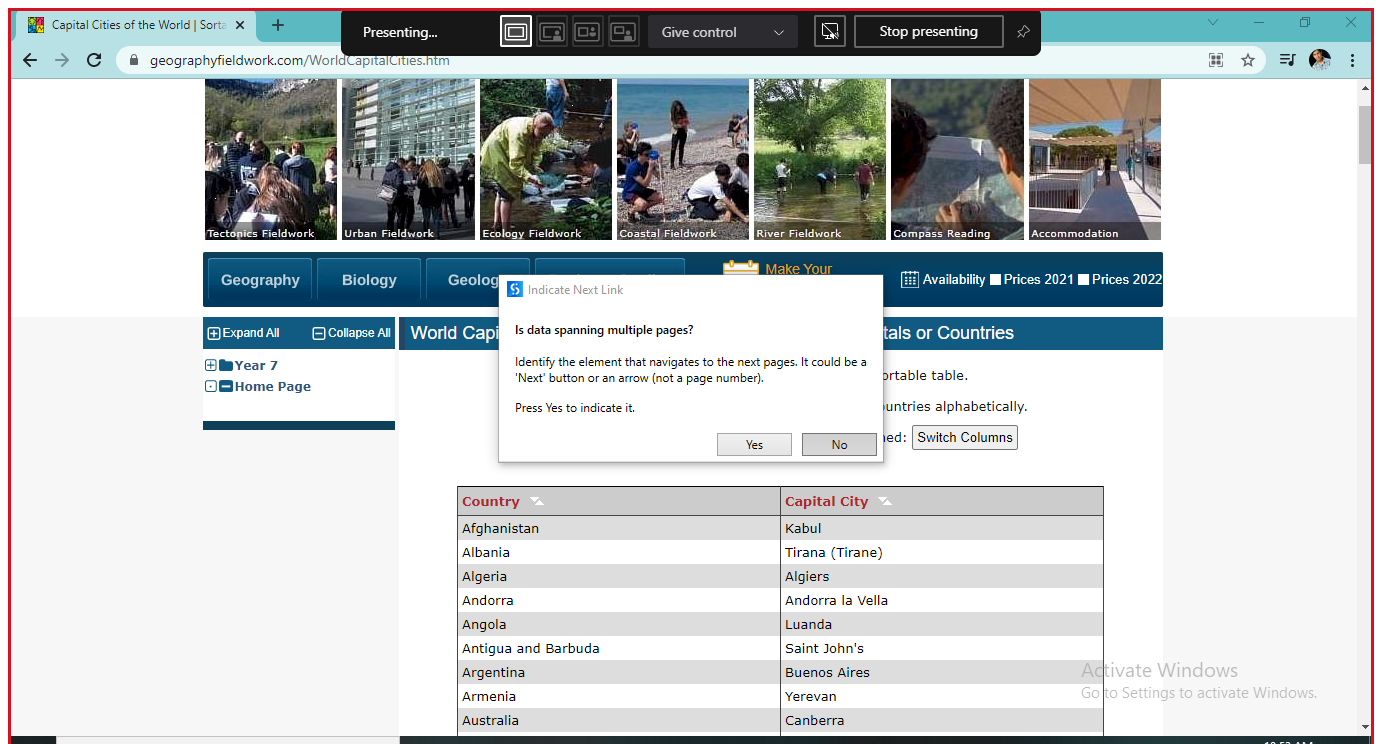 Capital Cities of the World | Sorta
Presenting...
Give control
Stop presenting
geographyfieldwork.com/WorldCapitalCities.htm
Tectonics Fieldwork
Urban Fieldwork
Ecology Fieldwork
Coastal Fieldwork
River Fieldwork
Compass Reading
Accommodation
Geography
Biology
Geolog
Make Your
Availability
Prices 2021
Prices 2022
Expand All
Collapse All
Year 7
Home Page
World Capi
tals or Countries
ortable table.
ountries alphabetically.
ned:
Switch Columns
Indicate Next Link
Is data spanning multiple pages?
Identify the element that navigates to the next pages. It could be a
'Next' button or an arrow (not a page number).
Press Yes to indicate it.
Yes
No
Country
Capital City
Afghanistan
Kabul
Albania
Tirana (Tirane)
Algeria
Algiers
Andorra
Andorra la Vella
Angola
Luanda
Antigua and Barbuda
Saint John's
Argentina
Buenos Aires
Armenia
Yerevan
Australia
Canberra
Activate Windows
Go to Settings to activate Windows.